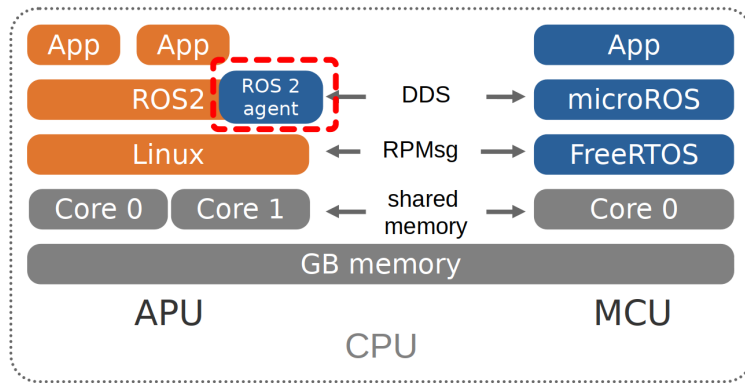 App App App
ROS2 ROS 2 agent DDS microROS
Linux RPMsg FreeRTOS
Core 0 Core 1 shared memory Core 0
GB memory
APU MCU
CPU